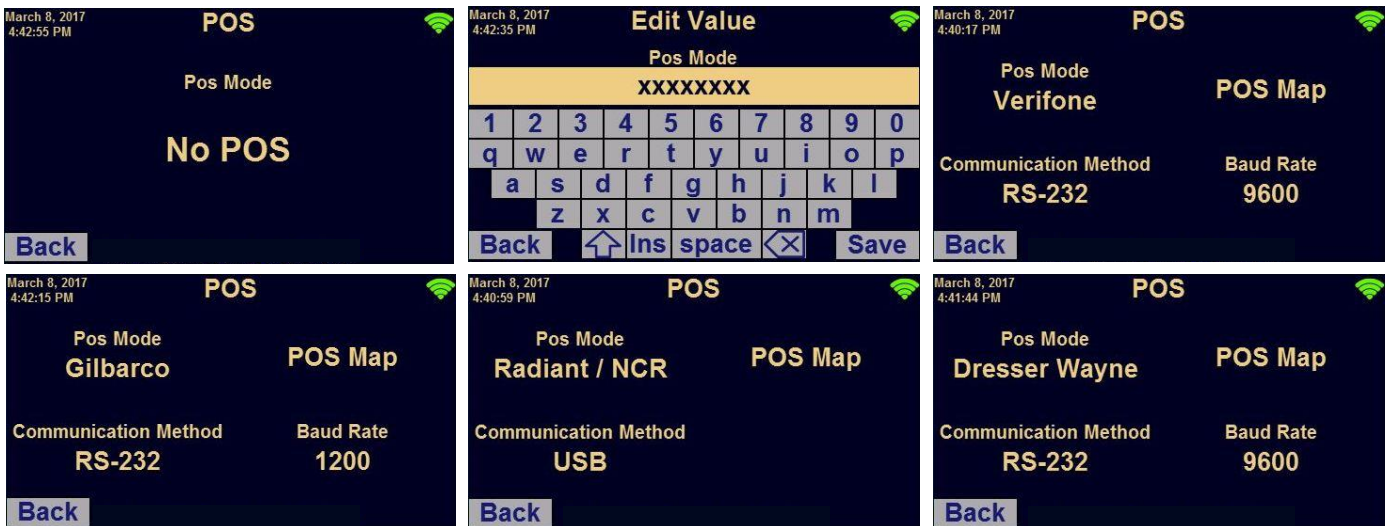 March 8, 2017
4:42:55 PM
POS
Pos Mode
No POS
Back
March 8, 2017
4:42:35 PM
Edit Value
Pos Mode
xxxxxxxx
1 2 3 4 5 6 7 8 9 0
q w e r t y u i o p
a s d f g h j k l
z x c v b n m
Back Ins space Save
March 8, 2017
4:40:17 PM
POS
Pos Mode
Verifone
POS Map
Communication Method Baud Rate
RS-232 9600
Back
March 8, 2017
4:42:15 PM
POS
Pos Mode
Gilbarco
POS Map
Communication Method Baud Rate
RS-232 1200
Back
March 8, 2017
4:40:59 PM
POS
Pos Mode
Radiant / NCR
POS Map
Communication Method
USB
Back
March 8, 2017
4:41:44 PM
POS
Pos Mode
Dresser Wayne
POS Map
Communication Method Baud Rate
RS-232 9600
Back